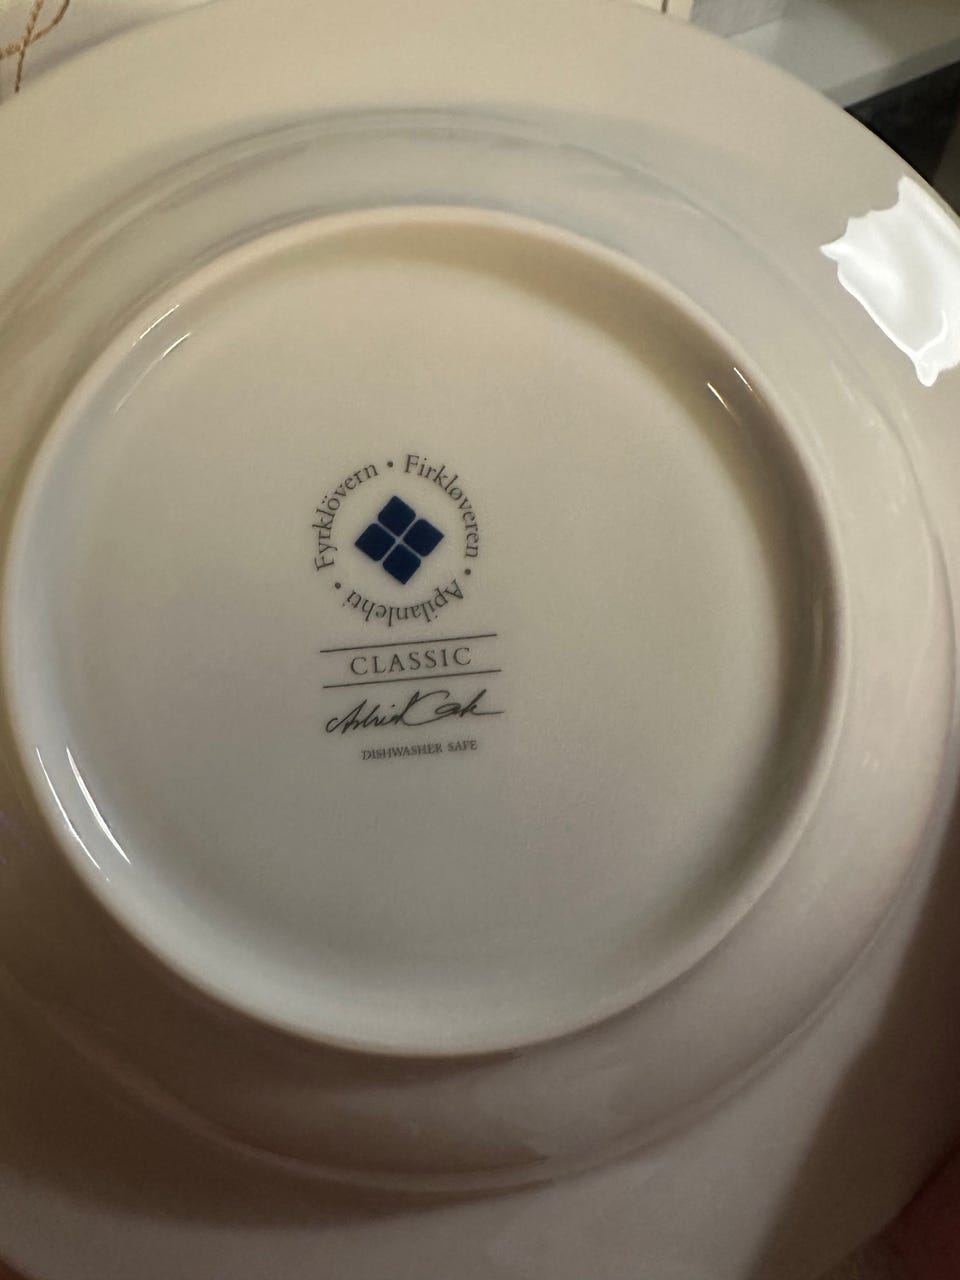 Fyrklövern • Firkløveren • Apilanlehti •
CLASSIC
DISHWASHER SAFE